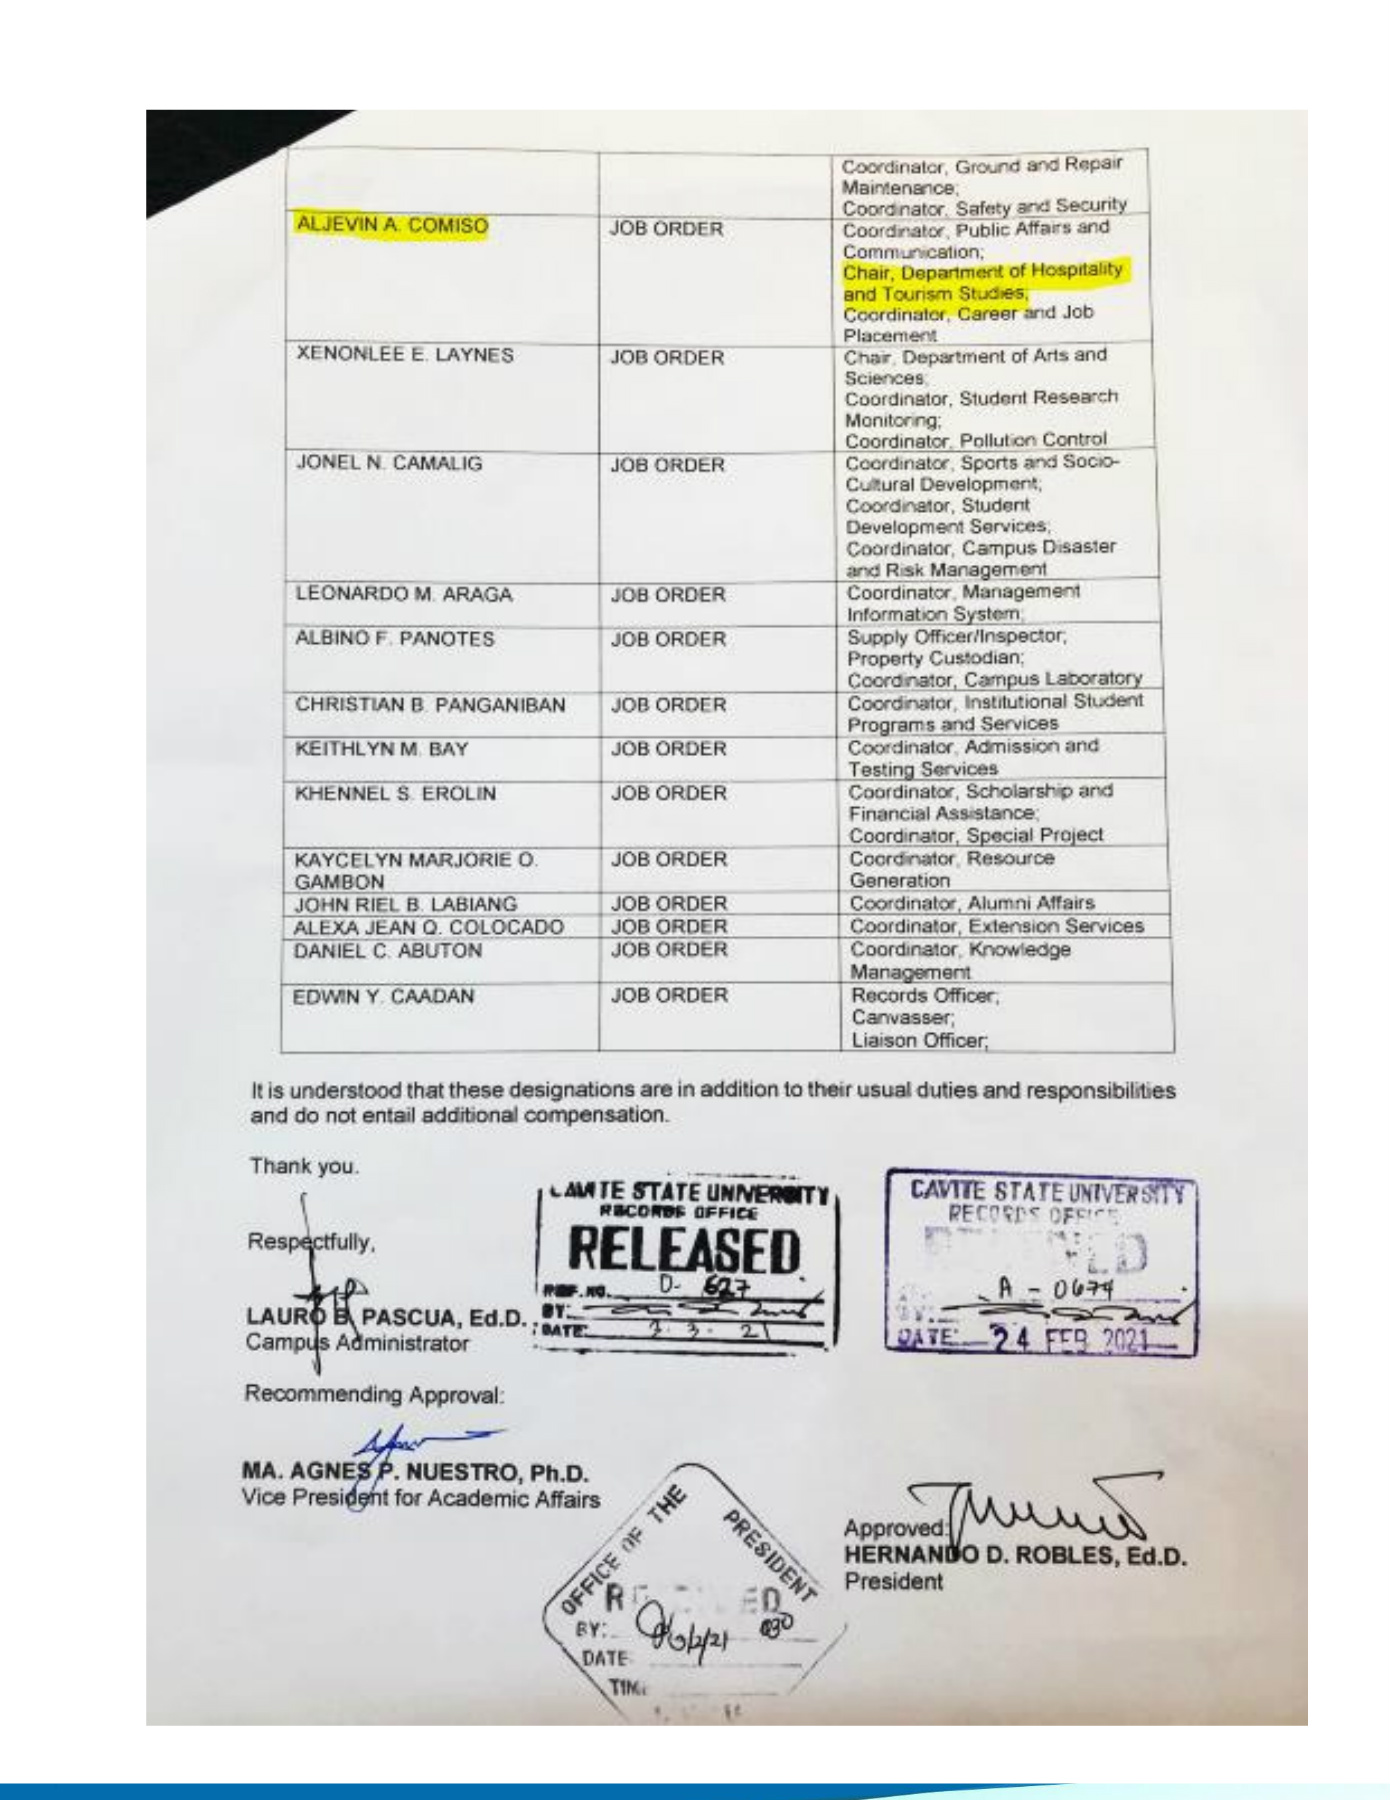 Coordinator, Ground and Repair
Maintenance;
Coordinator, Safety and Security
ALJEVIN A. COMISO
JOB ORDER
Coordinator, Public Affairs and
Communication;
Chair, Department of Hospitality
and Tourism Studies;
Coordinator, Career and Job
Placement
XENONLEE E. LAYNES
JOB ORDER
Chair, Department of Arts and
Sciences;
Coordinator, Student Research
Monitoring;
Coordinator, Pollution Control
JONEL N. CAMALIG
JOB ORDER
Coordinator, Sports and Socio-
Cultural Development;
Coordinator, Student
Development Services;
Coordinator, Campus Disaster
and Risk Management
LEONARDO M. ARAGA
JOB ORDER
Coordinator, Management
Information System;
ALBINO F. PANOTES
JOB ORDER
Supply Officer/Inspector;
Property Custodian;
Coordinator, Campus Laboratory
CHRISTIAN B. PANGANIBAN
JOB ORDER
Coordinator, Institutional Student
Programs and Services
KEITHLYN M. BAY
JOB ORDER
Coordinator, Admission and
Testing Services
KHENNEL S. EROLIN
JOB ORDER
Coordinator, Scholarship and
Financial Assistance;
Coordinator, Special Project
KAYCELYN MARJORIE O.
GAMBON
JOB ORDER
Coordinator, Resource
Generation
JOHN RIEL B. LABIANG
JOB ORDER
Coordinator, Alumni Affairs
ALEXA JEAN Q. COLOCADO
JOB ORDER
Coordinator, Extension Services
DANIEL C. ABUTON
JOB ORDER
Coordinator, Knowledge
Management
EDWIN Y. CAADAN
JOB ORDER
Records Officer;
Canvasser;
Liaison Officer;
It is understood that these designations are in addition to their usual duties and responsibilities
and do not entail additional compensation.
Thank you.
Respectfully,
LAURO B. PASCUA, Ed.D.
Campus Administrator
CAVITE STATE UNIVERSITY
RECORDS OFFICE
RELEASED
REF. NO. D- 627
BY:
DATE: 3. 3. 21
CAVITE STATE UNIVERSITY
RECORDS OFFICE
A - 0674
DATE: 24 FEB 2021
Recommending Approval:
MA. AGNES P. NUESTRO, Ph.D.
Vice President for Academic Affairs
OFFICE OF THE PRESIDENT
RECEIVED
BY:
DATE
TIME
Approved:
HERNANDO D. ROBLES, Ed.D.
President